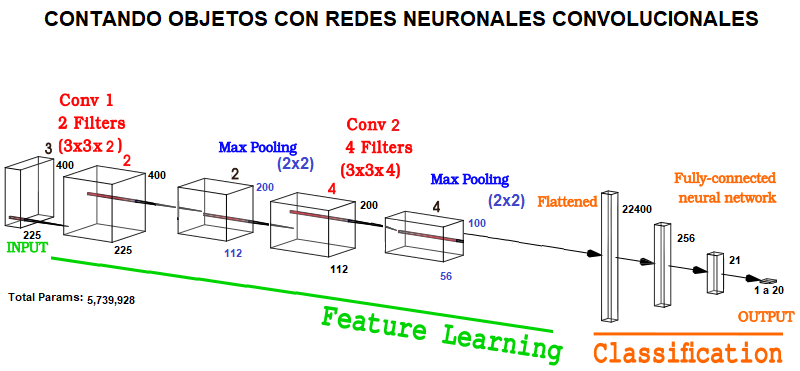 CONTANDO OBJETOS CON REDES NEURONALES CONVOLUCIONALES
Conv 1
2 Filters
(3x3x2)
Conv 2
4 Filters
(3x3x4)
Max Pooling
(2x2)
Max Pooling
(2x2)
Fully-connected
neural network
3
400
2
400
2
200
4
200
4
100
Flattened
22400
256
21
INPUT
225
225
112
112
56
1 a 20
OUTPUT
Total Params: 5,739,928
Feature Learning
Classification